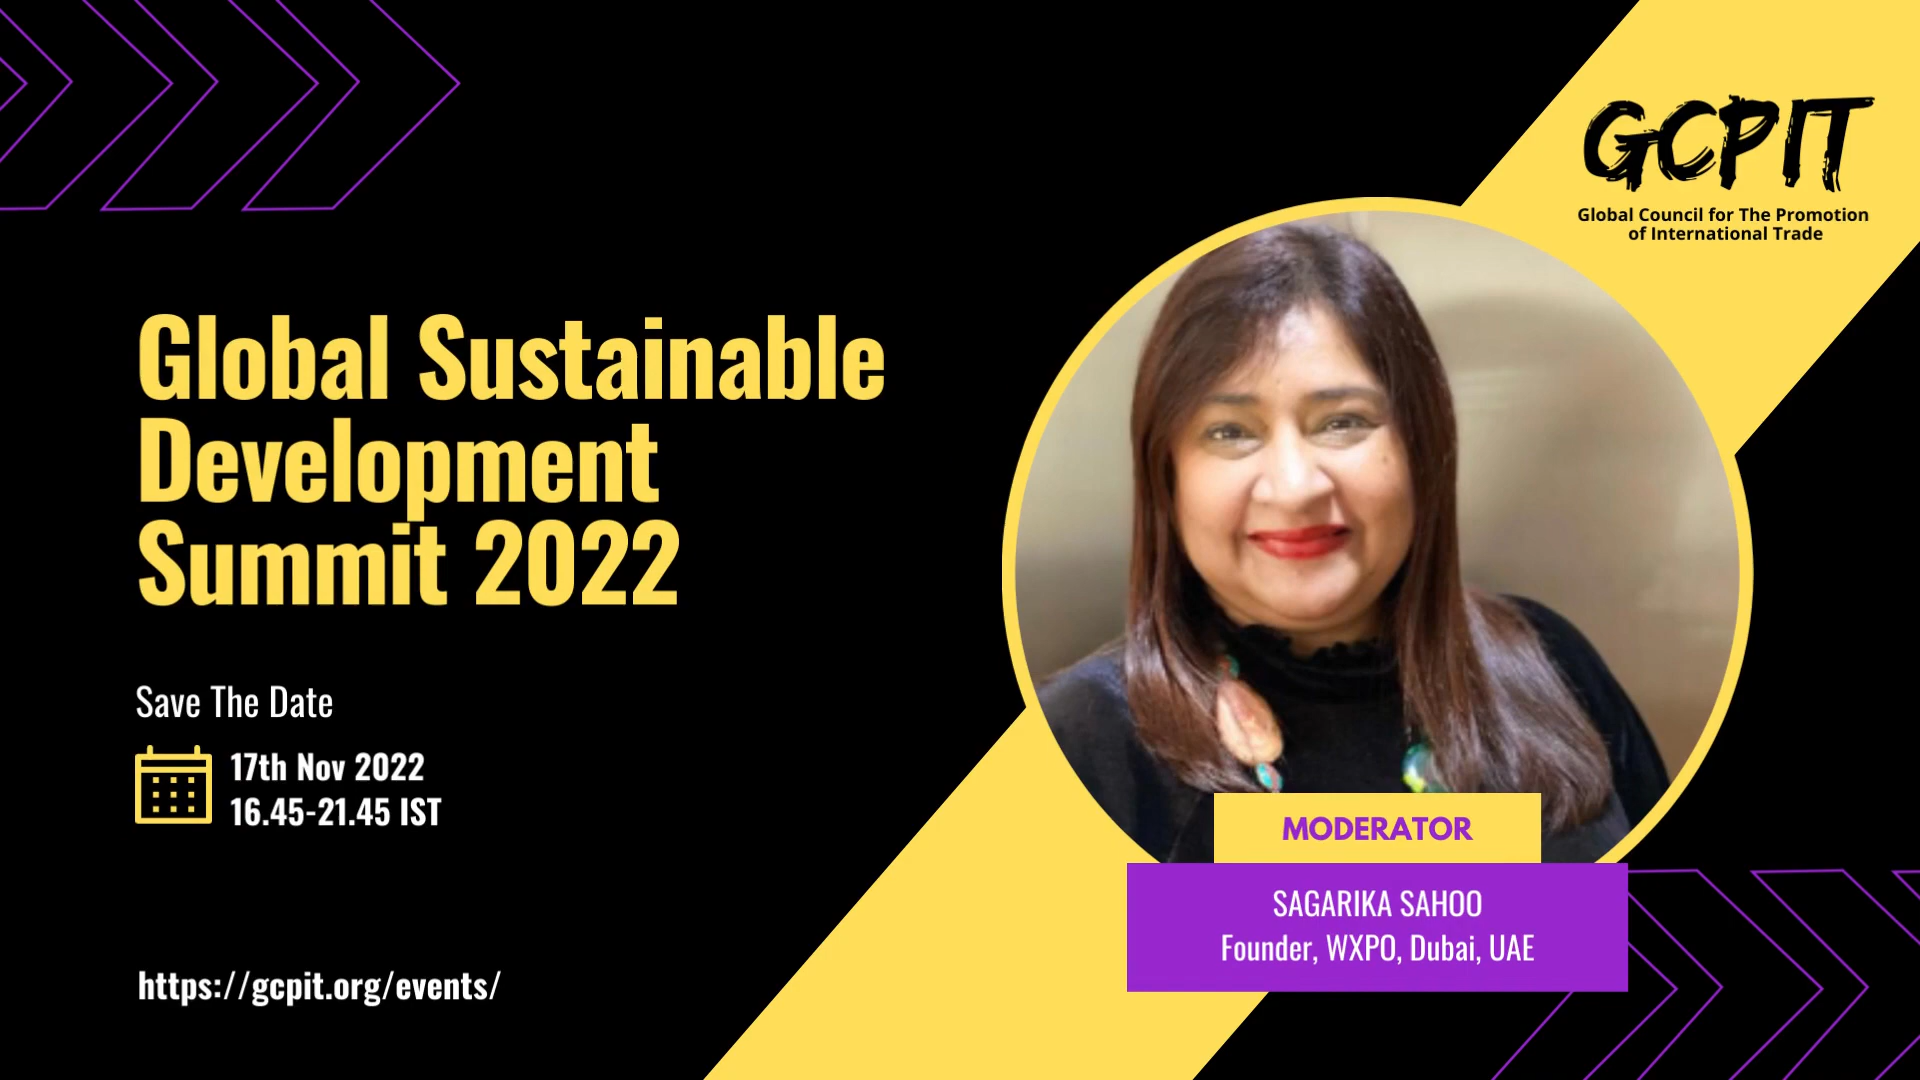 GCPIT
Global Council for The Promotion
of International Trade
Global Sustainable
Development
Summit 2022
Save The Date
17th Nov 2022
16.45-21.45 IST
https://gcpit.org/events/
MODERATOR
SAGARIKA SAHOO
Founder, WXPO, Dubai, UAE